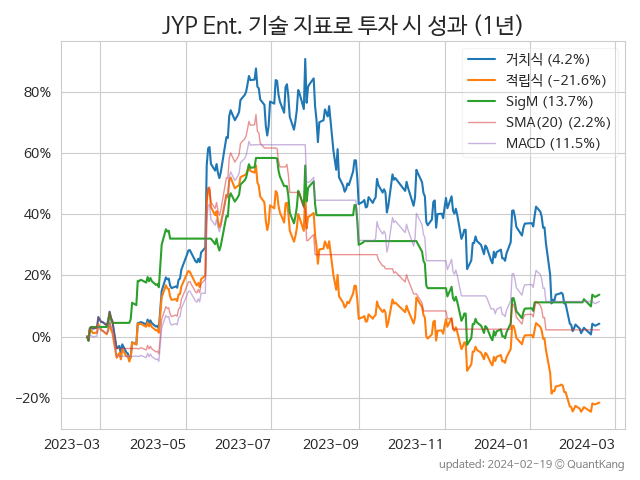 JYP Ent. 기술 지표로 투자 시 성과 (1년)
거치식 (4.2%)
적립식 (−21.6%)
SigM (13.7%)
SMA(20) (2.2%)
MACD (11.5%)
80%
60%
40%
20%
0%
−20%
2023-03 2023-05 2023-07 2023-09 2023-11 2024-01 2024-03
updated: 2024-02-19 © QuantKang